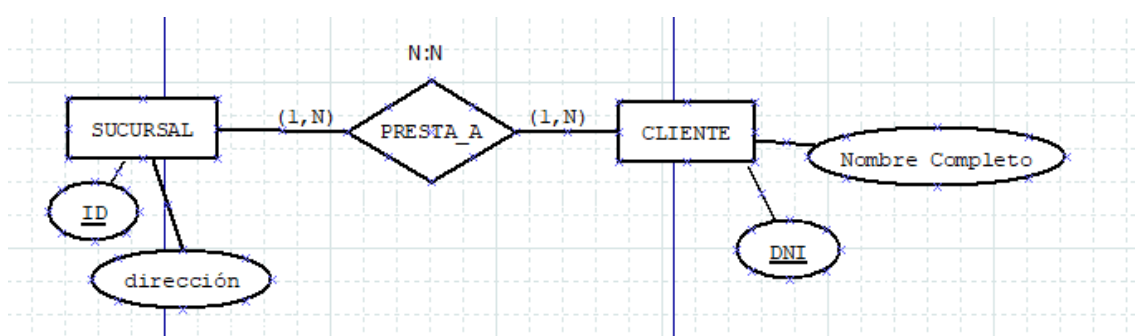 N:N
SUCURSAL
(1,N)
PRESTA_A
(1,N)
CLIENTE
Nombre Completo
ID
DNI
dirección